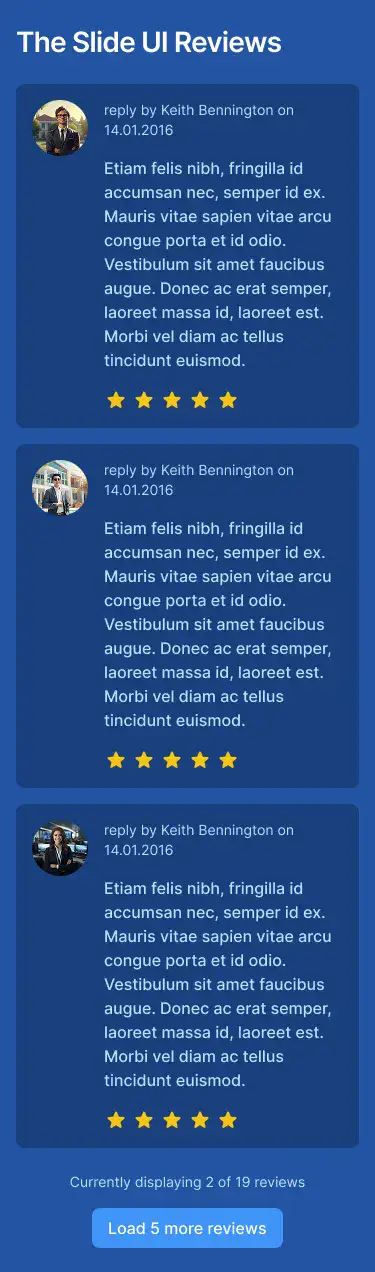 The Slide UI Reviews
reply by Keith Bennington on
14.01.2016
Etiam felis nibh, fringilla id
accumsan nec, semper id ex.
Mauris vitae sapien vitae arcu
congue porta et id odio.
Vestibulum sit amet faucibus
augue. Donec ac erat semper,
laoreet massa id, laoreet est.
Morbi vel diam ac tellus
tincidunt euismod.
reply by Keith Bennington on
14.01.2016
Etiam felis nibh, fringilla id
accumsan nec, semper id ex.
Mauris vitae sapien vitae arcu
congue porta et id odio.
Vestibulum sit amet faucibus
augue. Donec ac erat semper,
laoreet massa id, laoreet est.
Morbi vel diam ac tellus
tincidunt euismod.
reply by Keith Bennington on
14.01.2016
Etiam felis nibh, fringilla id
accumsan nec, semper id ex.
Mauris vitae sapien vitae arcu
congue porta et id odio.
Vestibulum sit amet faucibus
augue. Donec ac erat semper,
laoreet massa id, laoreet est.
Morbi vel diam ac tellus
tincidunt euismod.
Currently displaying 2 of 19 reviews
Load 5 more reviews